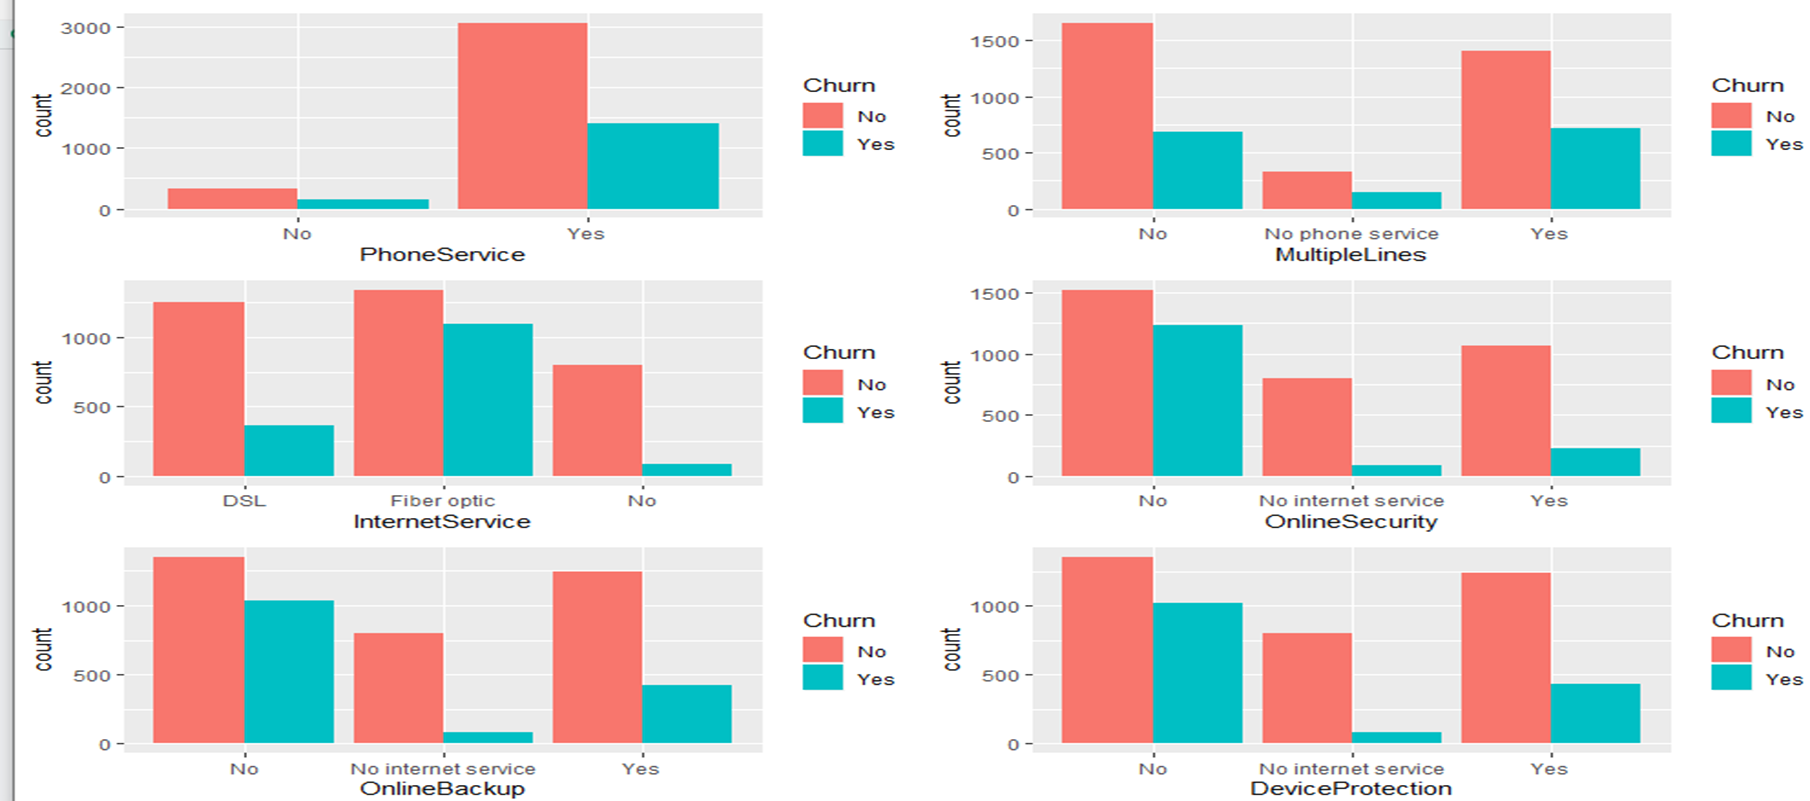 3000
2000
1000
0
count
No
Yes
PhoneService
Churn
No
Yes
1500
1000
500
0
count
No
No phone service
Yes
MultipleLines
Churn
No
Yes
1000
500
0
count
DSL
Fiber optic
No
InternetService
Churn
No
Yes
1500
1000
500
0
count
No
No internet service
Yes
OnlineSecurity
Churn
No
Yes
1000
500
0
count
No
No internet service
Yes
OnlineBackup
Churn
No
Yes
1000
500
0
count
No
No internet service
Yes
DeviceProtection
Churn
No
Yes